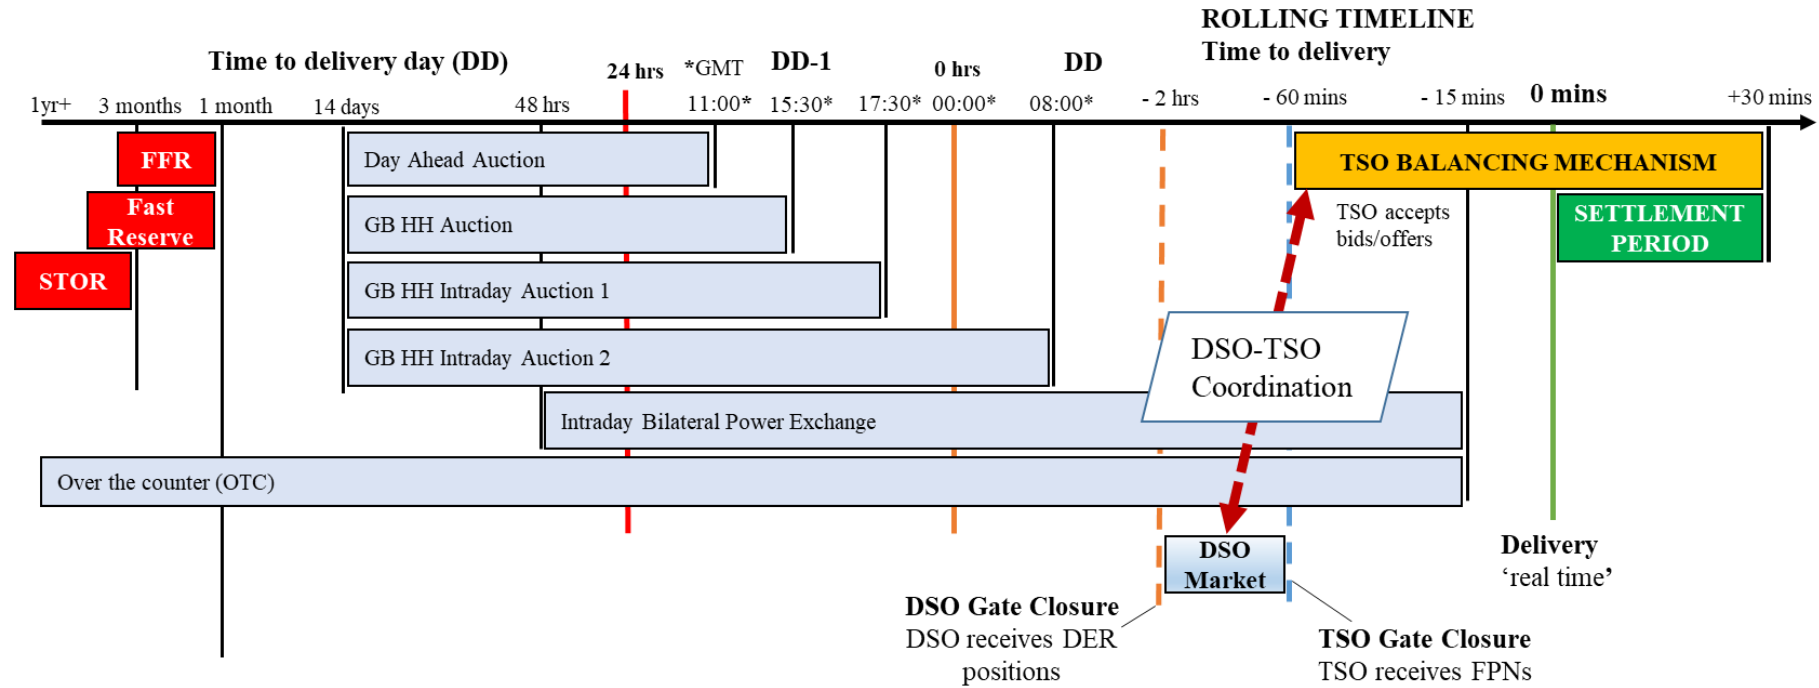 ROLLING TIMELINE
Time to delivery
Time to delivery day (DD)
24 hrs
*GMT
DD-1
0 hrs
DD
1yr+
3 months
1 month
14 days
48 hrs
11:00*
15:30*
17:30*
00:00*
08:00*
- 2 hrs
- 60 mins
- 15 mins
0 mins
+30 mins
FFR
Day Ahead Auction
TSO BALANCING MECHANISM
Fast
Reserve
GB HH Auction
TSO accepts
bids/offers
SETTLEMENT
PERIOD
STOR
GB HH Intraday Auction 1
GB HH Intraday Auction 2
DSO-TSO
Coordination
Intraday Bilateral Power Exchange
Over the counter (OTC)
DSO
Market
Delivery
‘real time’
DSO Gate Closure
DSO receives DER
positions
TSO Gate Closure
TSO receives FPNs